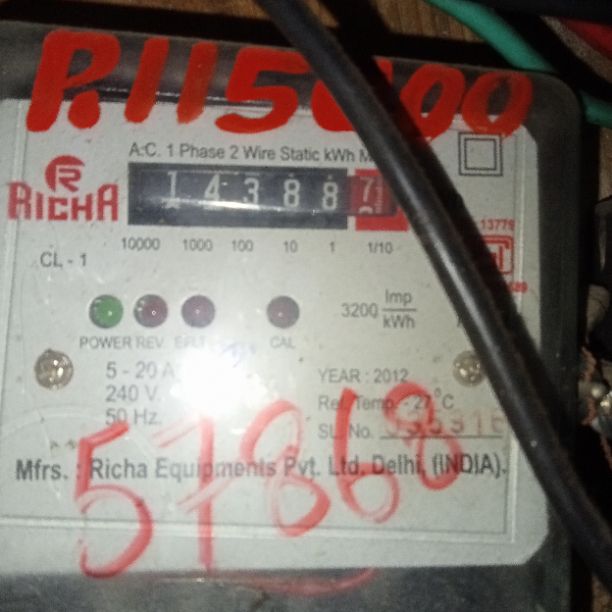 A.C. 1 Phase 2 Wire Static kWh
R
RICHA
1 4 3 8 8 7
10000 1000 100 10 1 1/10
CL - 1
3200 Imp/kWh
POWER REV. CAL
5 - 20 A
240 V.
50 Hz.
YEAR : 2012
Ref. Temp. : 27°C
SL. No.
57868
Mfrs. : Richa Equipments Pvt. Ltd. Delhi, (INDIA).